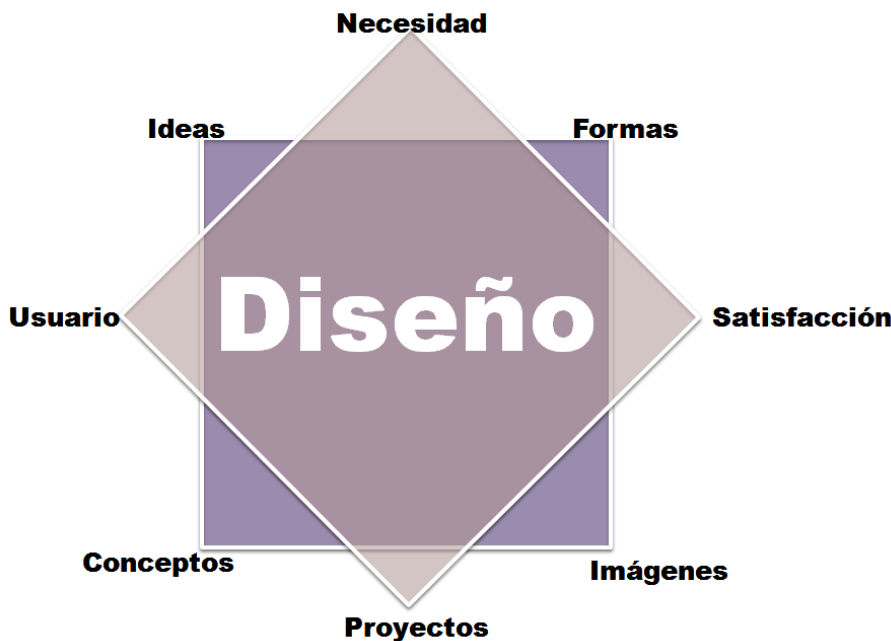 Necesidad
Ideas
Formas
Diseño
Usuario
Satisfacción
Conceptos
Imágenes
Proyectos